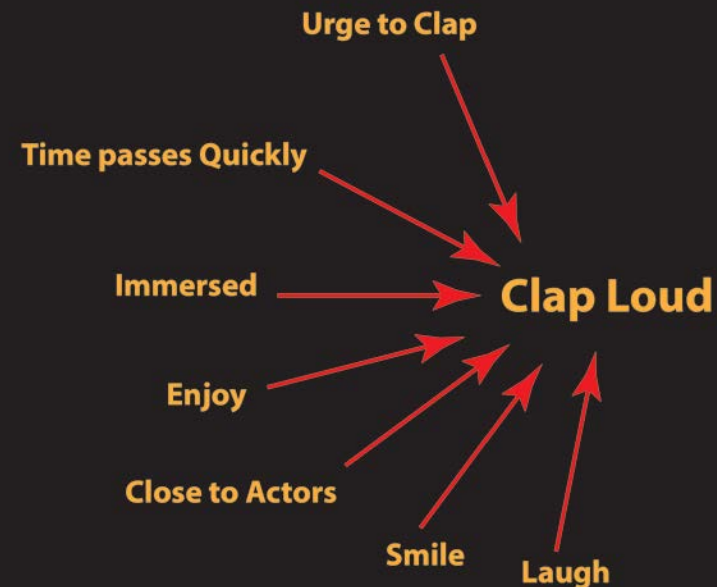 Urge to Clap
Time passes Quickly
Immersed
Clap Loud
Enjoy
Close to Actors
Smile
Laugh